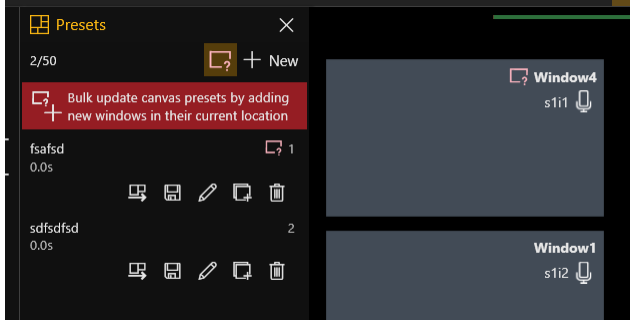 Presets
2/50
New
Bulk update canvas presets by adding
new windows in their current location
fsafsd
1
0.0s
sdfsdfsd
2
0.0s
Window4
s1i1
Window1
s1i2